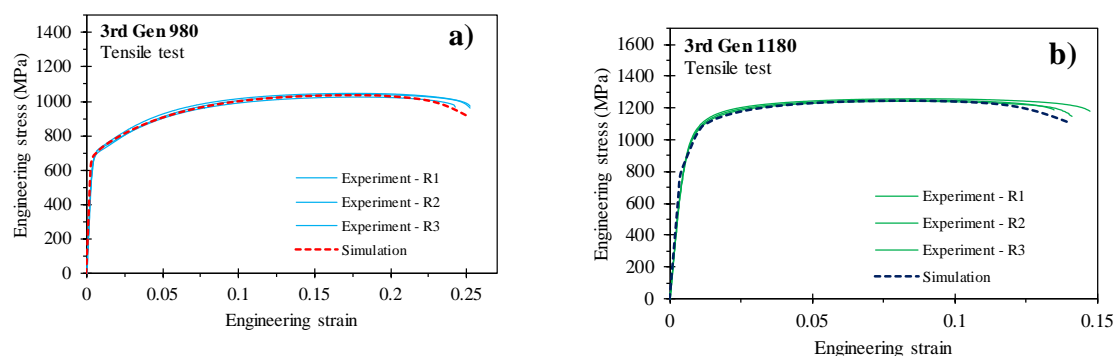 3rd Gen 980
Tensile test
a)
Engineering stress (MPa)
1400
1200
1000
800
600
400
200
0
Experiment - R1
Experiment - R2
Experiment - R3
Simulation
0
0.05
0.1
0.15
0.2
0.25
Engineering strain
3rd Gen 1180
Tensile test
b)
Engineering stress (MPa)
1600
1400
1200
1000
800
600
400
200
0
Experiment - R1
Experiment - R2
Experiment - R3
Simulation
0
0.05
0.1
0.15
Engineering strain